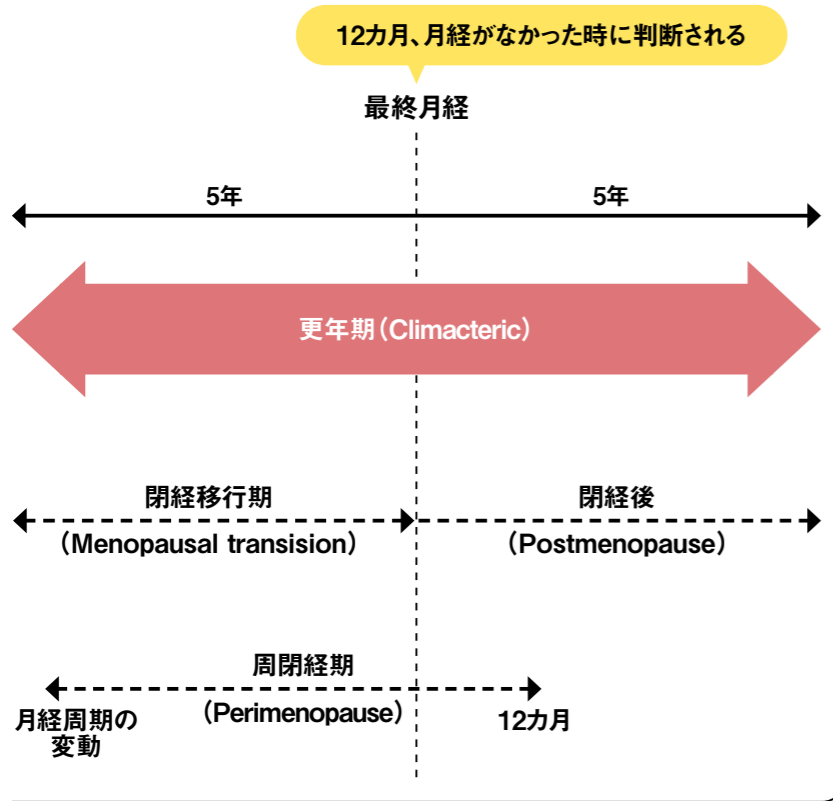 12カ月、月経がなかった時に判断される
最終月経
5年
5年
更年期（Climacteric）
閉経移行期
（Menopausal transision）
閉経後
（Postmenopause）
周閉経期
（Perimenopause）
月経周期の
変動
12カ月